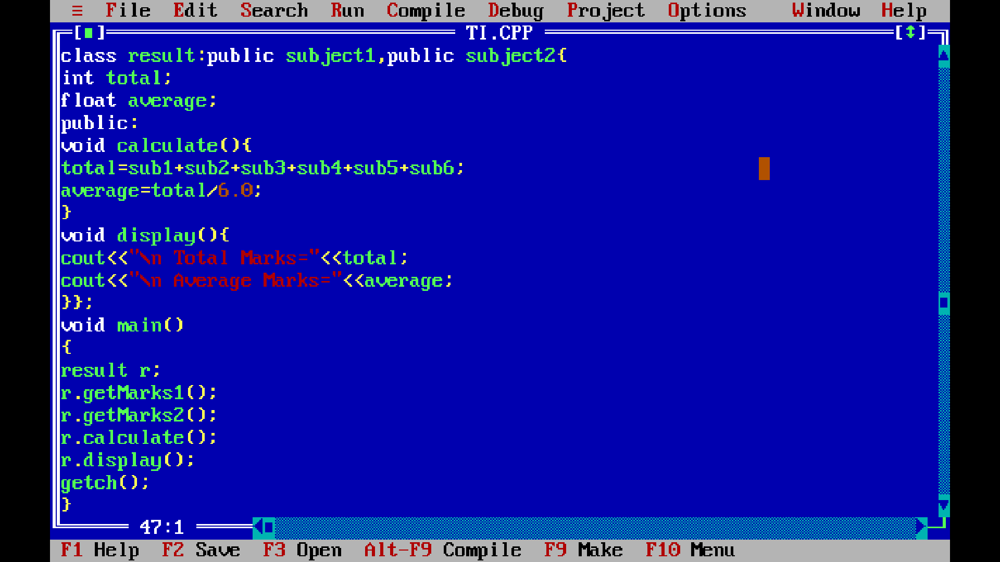 ≡ File Edit Search Run Compile Debug Project Options Window Help
[■] TI.CPP [↕]
class result:public subject1,public subject2{
int total;
float average;
public:
void calculate(){
total=sub1+sub2+sub3+sub4+sub5+sub6;
average=total/6.0;
}
void display(){
cout<<"\n Total Marks="<<total;
cout<<"\n Average Marks="<<average;
}};
void main()
{
result r;
r.getMarks1();
r.getMarks2();
r.calculate();
r.display();
getch();
}
47:1
F1 Help F2 Save F3 Open Alt-F9 Compile F9 Make F10 Menu